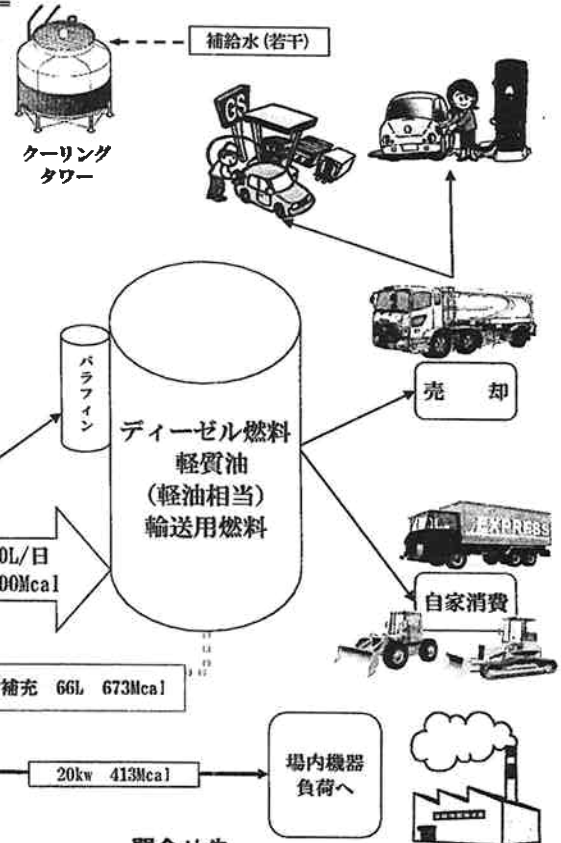 補給水(若干)
クーリング
タワー
GS
パラフィン
ディーゼル燃料
軽質油
(軽油相当)
輸送用燃料
売 却
EXPRESS
0L/日
00Mcal
自家消費
補充 66L 673Mcal
20kw 413Mcal
場内機器
負荷へ